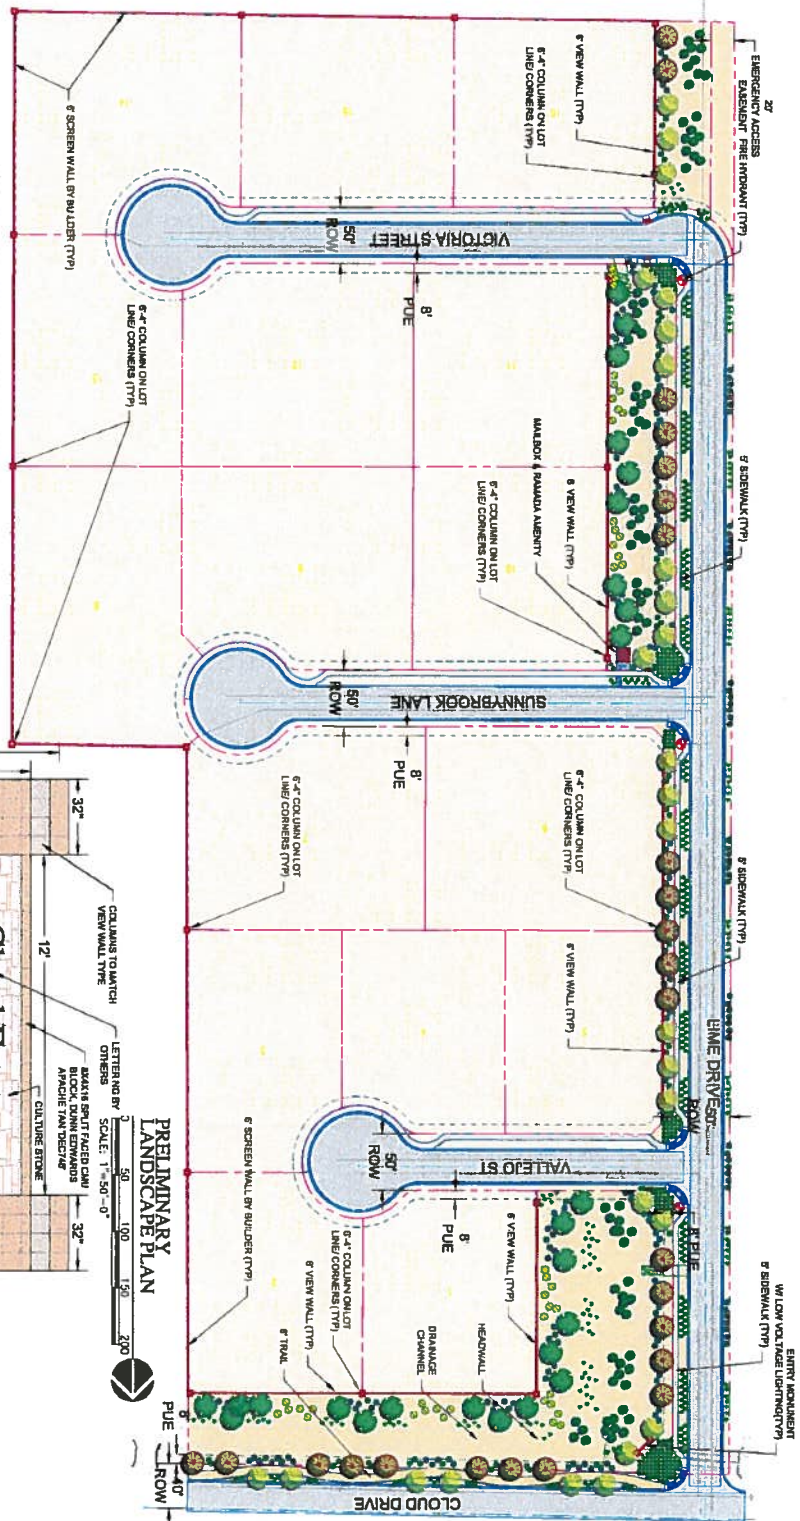 20'
EMERGENCY ACCESS
EASEMENT
FIRE HYDRANT (TYP)
6' VIEW WALL (TYP)
6'-4" COLUMN ON LOT
LINE/ CORNERS (TYP)
6' SCREEN WALL BY BUILDER (TYP)
VICTORIA STREET
50'
ROW
8'
PUE
6'-4" COLUMN ON LOT
LINE/ CORNERS (TYP)
5' SIDEWALK (TYP)
6' VIEW WALL (TYP)
MAILBOX & RAMADA AMENITY
6'-4" COLUMN ON LOT
LINE/ CORNERS (TYP)
SUNNYBROOK LANE
50'
ROW
8'
PUE
6'-4" COLUMN ON LOT
LINE/ CORNERS (TYP)
6'-4" COLUMN ON LOT
LINE/ CORNERS (TYP)
5' SIDEWALK (TYP)
6' VIEW WALL (TYP)
LIME DRIVE
50'
ROW
VALLEJO ST
50'
ROW
8'
PUE
8' PUE
ENTRY MONUMENT
W/ LOW VOLTAGE LIGHTING(TYP)
5' SIDEWALK (TYP)
6' VIEW WALL (TYP)
HEADWALL
DRAINAGE
CHANNEL
6'-4" COLUMN ON LOT
LINE/ CORNERS (TYP)
6' VIEW WALL (TYP)
8' TRAIL
6' SCREEN WALL BY BUILDER (TYP)
PUE
40'
ROW
CLOUD DRIVE
PRELIMINARY
LANDSCAPE PLAN
SCALE: 1"=50'-0"
0 50 100 150 200
32"
12'
32"
COLUMNS TO MATCH
VIEW WALL TYPE
LETTERING BY
OTHERS
8X4X16 SPLIT FACED CMU
BLOCK, DUNN EDWARDS
APACHE TAN
CULTURE STONE